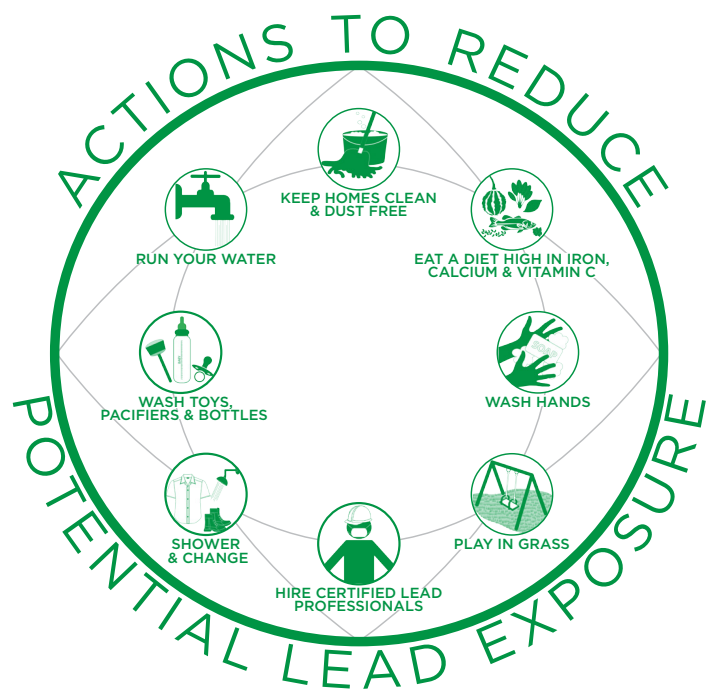 ACTIONS TO REDUCE
KEEP HOMES CLEAN
& DUST FREE
EAT A DIET HIGH IN IRON,
CALCIUM & VITAMIN C
SOAP
WASH HANDS
PLAY IN GRASS
HIRE CERTIFIED LEAD
PROFESSIONALS
SHOWER
& CHANGE
WASH TOYS,
PACIFIERS & BOTTLES
RUN YOUR WATER
POTENTIAL LEAD EXPOSURE